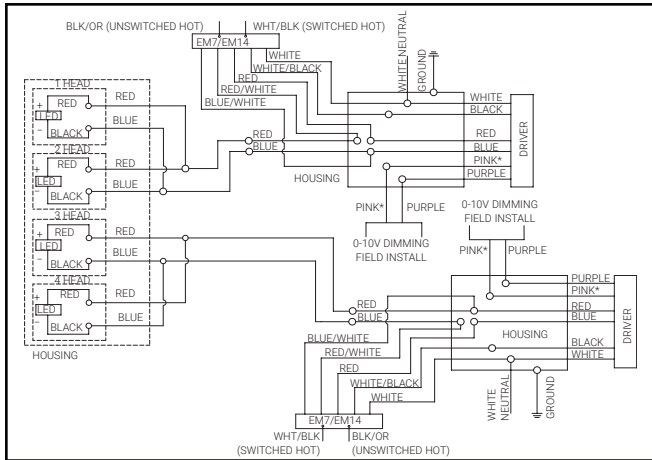 BLK/OR (UNSWITCHED HOT)
WHT/BLK (SWITCHED HOT)
EM7/EM14
WHITE
WHITE/BLACK
RED
RED/WHITE
BLUE/WHITE
WHITE NEUTRAL
GROUND
1 HEAD
+
RED
LED
−
BLACK
RED
BLUE
2 HEAD
+
RED
LED
−
BLACK
RED
BLUE
3 HEAD
+
RED
LED
−
BLACK
RED
BLUE
4 HEAD
+
RED
LED
−
BLACK
RED
BLUE
HOUSING
RED
BLUE
HOUSING
WHITE
BLACK
RED
BLUE
PINK*
PURPLE
DRIVER
PINK*
PURPLE
0-10V DIMMING
FIELD INSTALL
0-10V DIMMING
FIELD INSTALL
PINK*
PURPLE
PURPLE
PINK*
RED
BLUE
BLACK
WHITE
DRIVER
RED
BLUE
HOUSING
BLUE/WHITE
RED/WHITE
RED
WHITE/BLACK
WHITE
EM7/EM14
WHT/BLK
(SWITCHED HOT)
BLK/OR
(UNSWITCHED HOT)
WHITE
NEUTRAL
GROUND